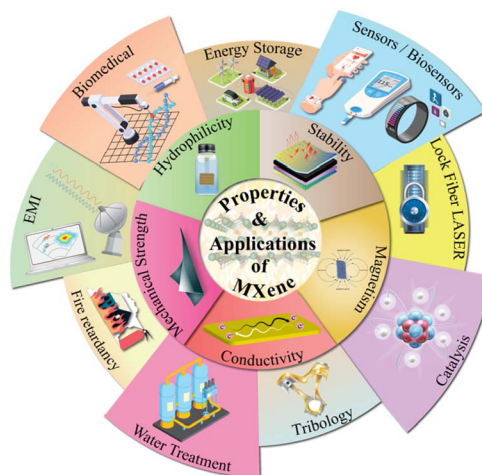 Properties
&
Applications
of
MXene
Hydrophilicity
Stability
Magnetism
Conductivity
Mechanical Strength
Energy Storage
Sensors / Biosensors
Lock Fiber LASER
Catalysis
Tribology
Water Treatment
Fire retardancy
EMI
Biomedical